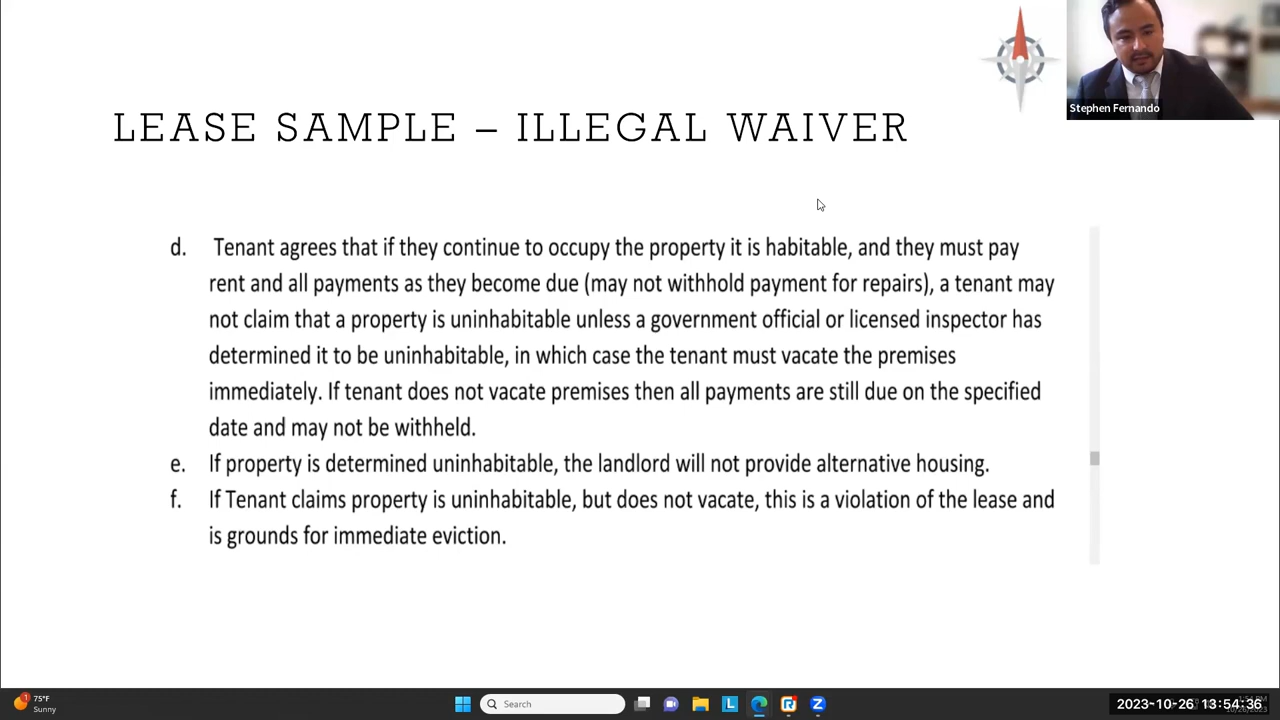 Stephen Fernando
LEASE SAMPLE – ILLEGAL WAIVER
d. Tenant agrees that if they continue to occupy the property it is habitable, and they must pay
rent and all payments as they become due (may not withhold payment for repairs), a tenant may
not claim that a property is uninhabitable unless a government official or licensed inspector has
determined it to be uninhabitable, in which case the tenant must vacate the premises
immediately. If tenant does not vacate premises then all payments are still due on the specified
date and may not be withheld.
e. If property is determined uninhabitable, the landlord will not provide alternative housing.
f. If Tenant claims property is uninhabitable, but does not vacate, this is a violation of the lease and
is grounds for immediate eviction.
1
75°F
Sunny
Search
L
R
Z
2023-10-26 13:54:36